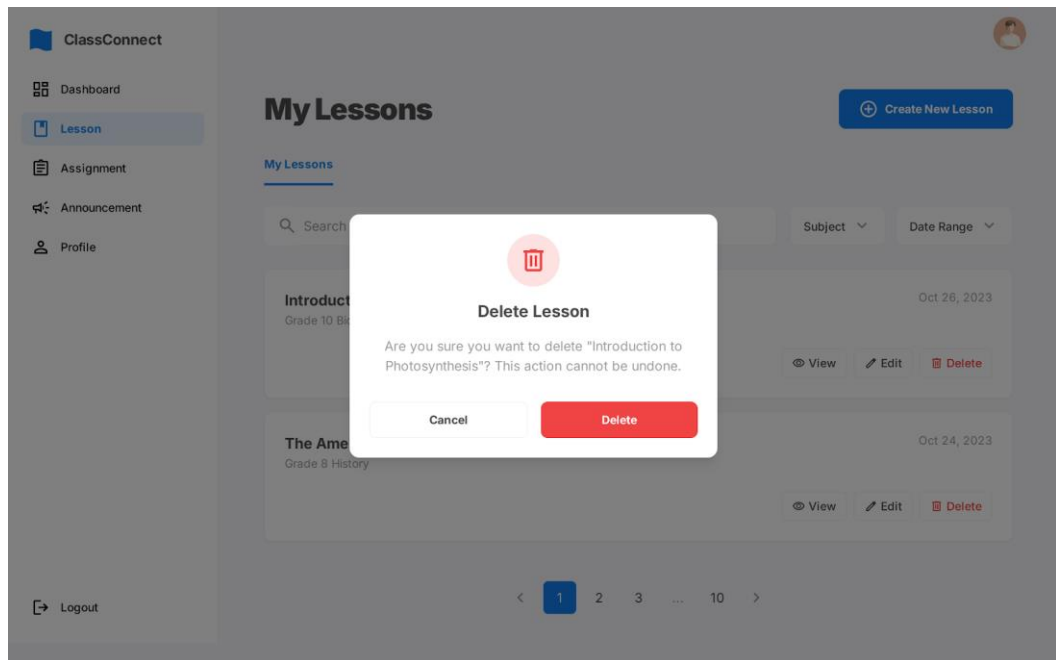 ClassConnect
Dashboard
Lesson
Assignment
Announcement
Profile
Logout
My Lessons
Create New Lesson
My Lessons
Search
Subject
Date Range
Introduct
Oct 26, 2023
Grade 10
View
Edit
Delete
The Ame
Oct 24, 2023
Grade 8 History
View
Edit
Delete
< 1 2 3 ... 10 >
Delete Lesson
Are you sure you want to delete "Introduction to
Photosynthesis"? This action cannot be undone.
Cancel
Delete